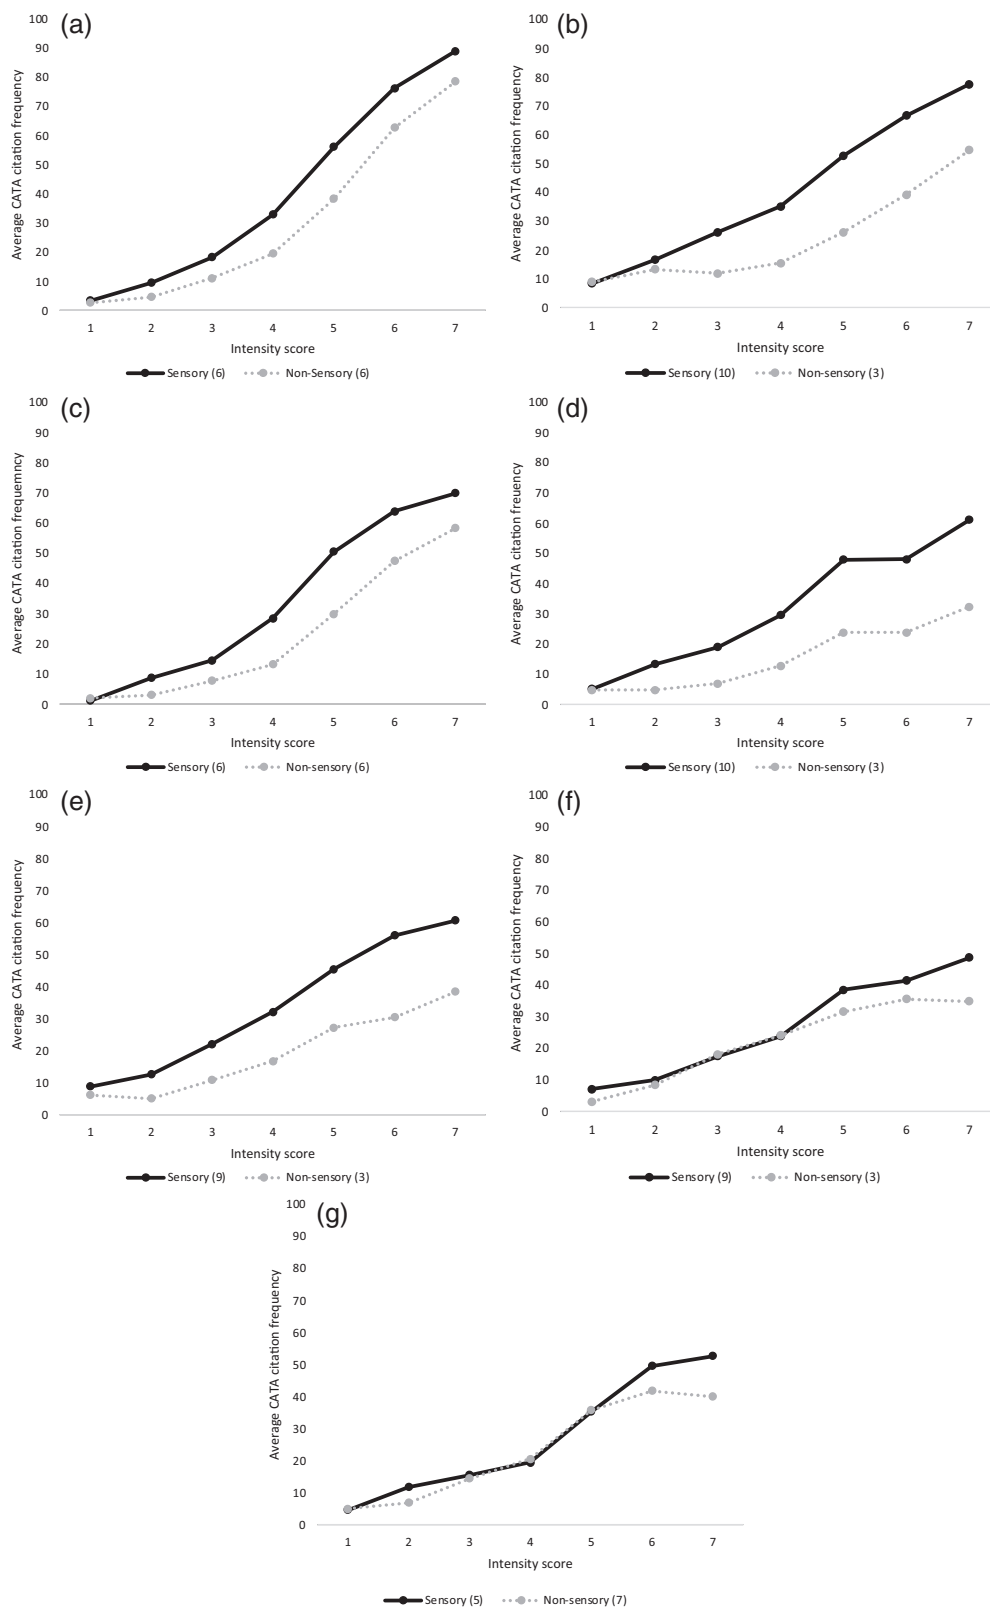 (a)
100
90
80
70
60
50
40
30
20
10
0
Average CATA citation frequency
1 2 3 4 5 6 7
Intensity score
Sensory (6) Non-Sensory (6)
(b)
100
90
80
70
60
50
40
30
20
10
0
Average CATA citation frequency
1 2 3 4 5 6 7
Intensity score
Sensory (10) Non-sensory (3)
(c)
100
90
80
70
60
50
40
30
20
10
0
Average CATA citation frequemncy
1 2 3 4 5 6 7
Intensity score
Sensory (6) Non-sensory (6)
(d)
100
90
80
70
60
50
40
30
20
10
0
Average CATA citation freuency
1 2 3 4 5 6 7
Intensity score
Sensory (10) Non-sensory (3)
(e)
100
90
80
70
60
50
40
30
20
10
0
Average CATA citation frequency
1 2 3 4 5 6 7
Intensity score
Sensory (9) Non-sensory (3)
(f)
100
90
80
70
60
50
40
30
20
10
0
Average CATA citation frequency
1 2 3 4 5 6 7
Intensity score
Sensory (9) Non-sensory (3)
(g)
100
90
80
70
60
50
40
30
20
10
0
Average CATA citation frequency
1 2 3 4 5 6 7
Intensity score
Sensory (5) Non-sensory (7)